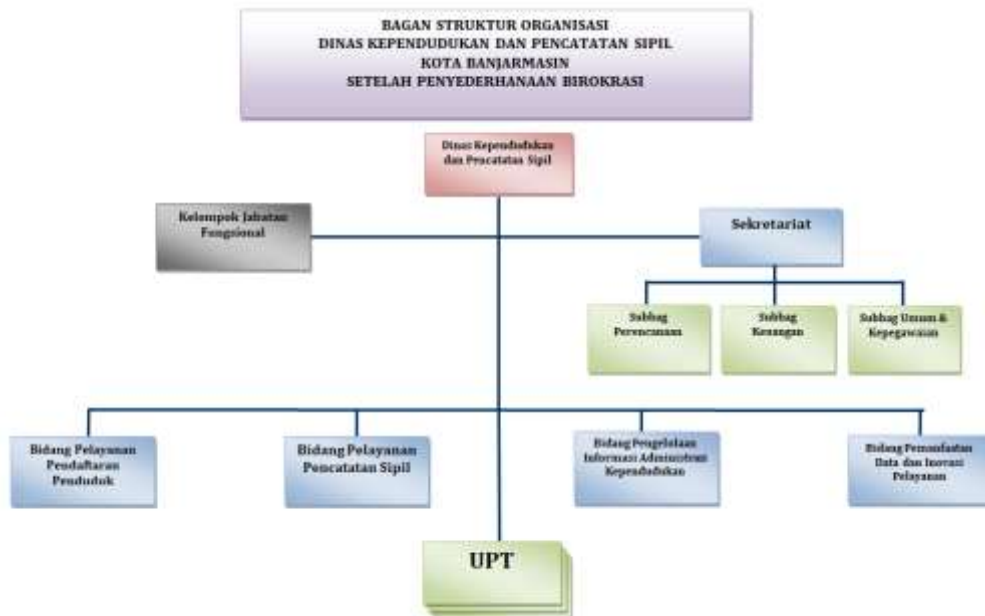 BAGAN STRUKTUR ORGANISASI
DINAS KEPENDUDUKAN DAN PENCATATAN SIPIL
KOTA BANJARMASIN
SETELAH PENYEDERHANAAN BIROKRASI
Dinas Kependudukan
dan Pencatatan Sipil
Kelompok Jabatan
Fungsional
Sekretariat
Subbag
Perencanaan
Subbag
Keuangan
Subbag Umum &
Kepegawaian
Bidang Pelayanan
Pendaftaran
Penduduk
Bidang Pelayanan
Pencatatan Sipil
Bidang Pengelolaan
Informasi Administrasi
Kependudukan
Bidang Pemanfaatan
Data dan Inovasi
Pelayanan
UPT